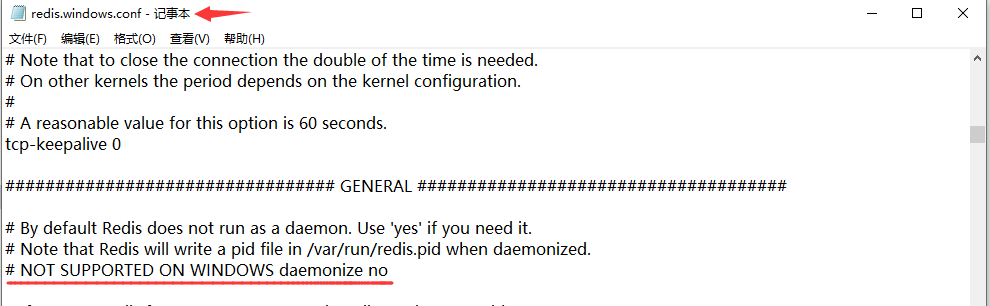 redis.windows.conf - 记事本
文件(F) 编辑(E) 格式(O) 查看(V) 帮助(H)
# Note that to close the connection the double of the time is needed.
# On other kernels the period depends on the kernel configuration.
#
# A reasonable value for this option is 60 seconds.
tcp-keepalive 0
################################# GENERAL #####################################
# By default Redis does not run as a daemon. Use 'yes' if you need it.
# Note that Redis will write a pid file in /var/run/redis.pid when daemonized.
# NOT SUPPORTED ON WINDOWS daemonize no